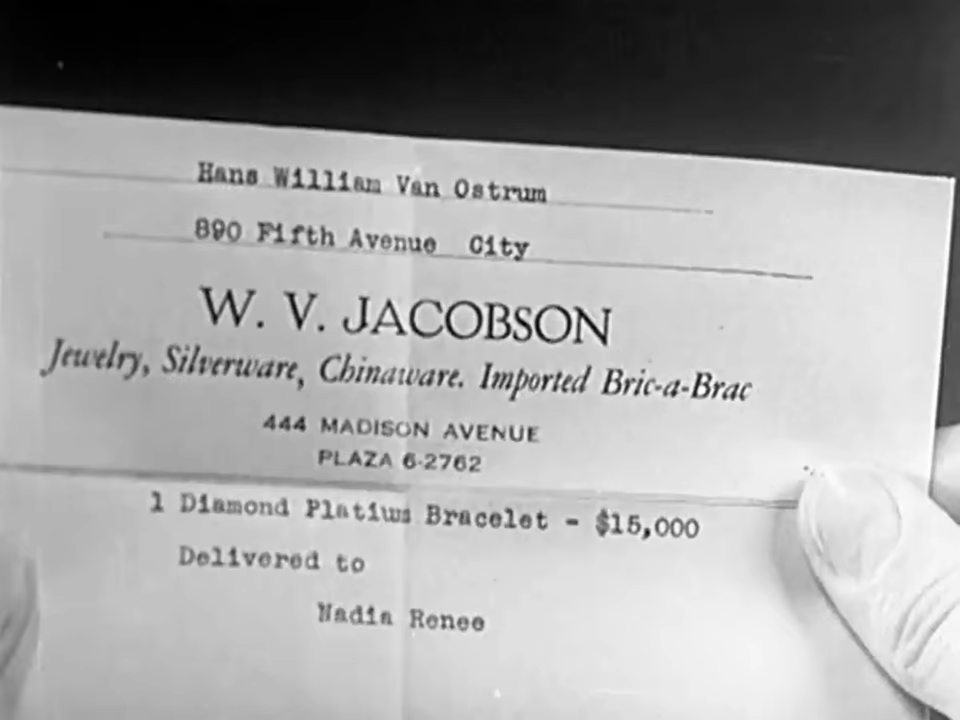 Hans William Van Ostrum
890 Fifth Avenue City
W. V. JACOBSON
Jewelry, Silverware, Chinaware. Imported Bric-a-Brac
444 MADISON AVENUE
PLAZA 6-2762
1 Diamond Platiws Bracelet - $15,000
Delivered to
Nadia Renee